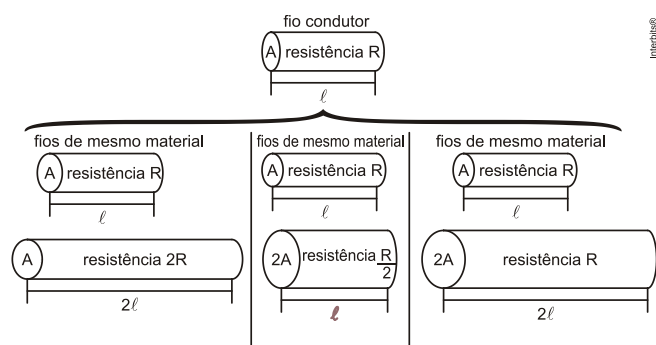 fio condutor
A resistência R
ℓ
Interbits®
fios de mesmo material
A resistência R
ℓ
A resistência 2R
2ℓ
fios de mesmo material
A resistência R
ℓ
2A resistência R/2
ℓ
fios de mesmo material
A resistência R
ℓ
2A resistência R
2ℓ